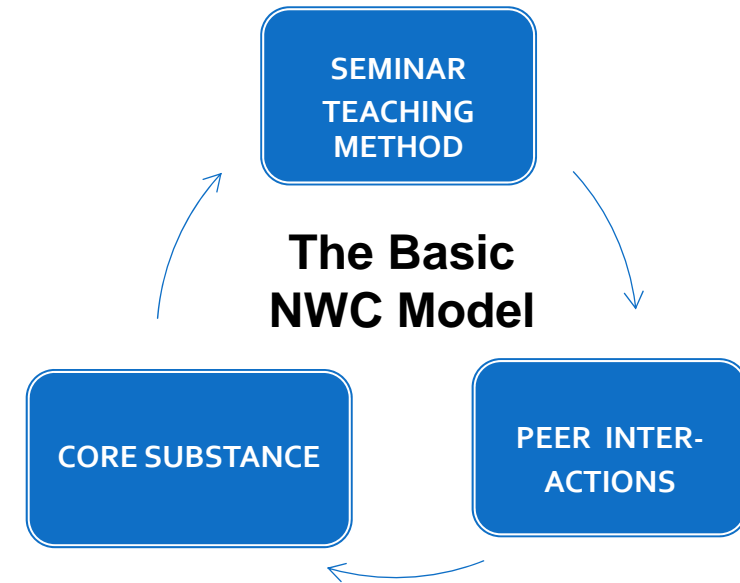 SEMINAR
TEACHING
METHOD
The Basic
NWC Model
CORE SUBSTANCE
PEER INTER-
ACTIONS